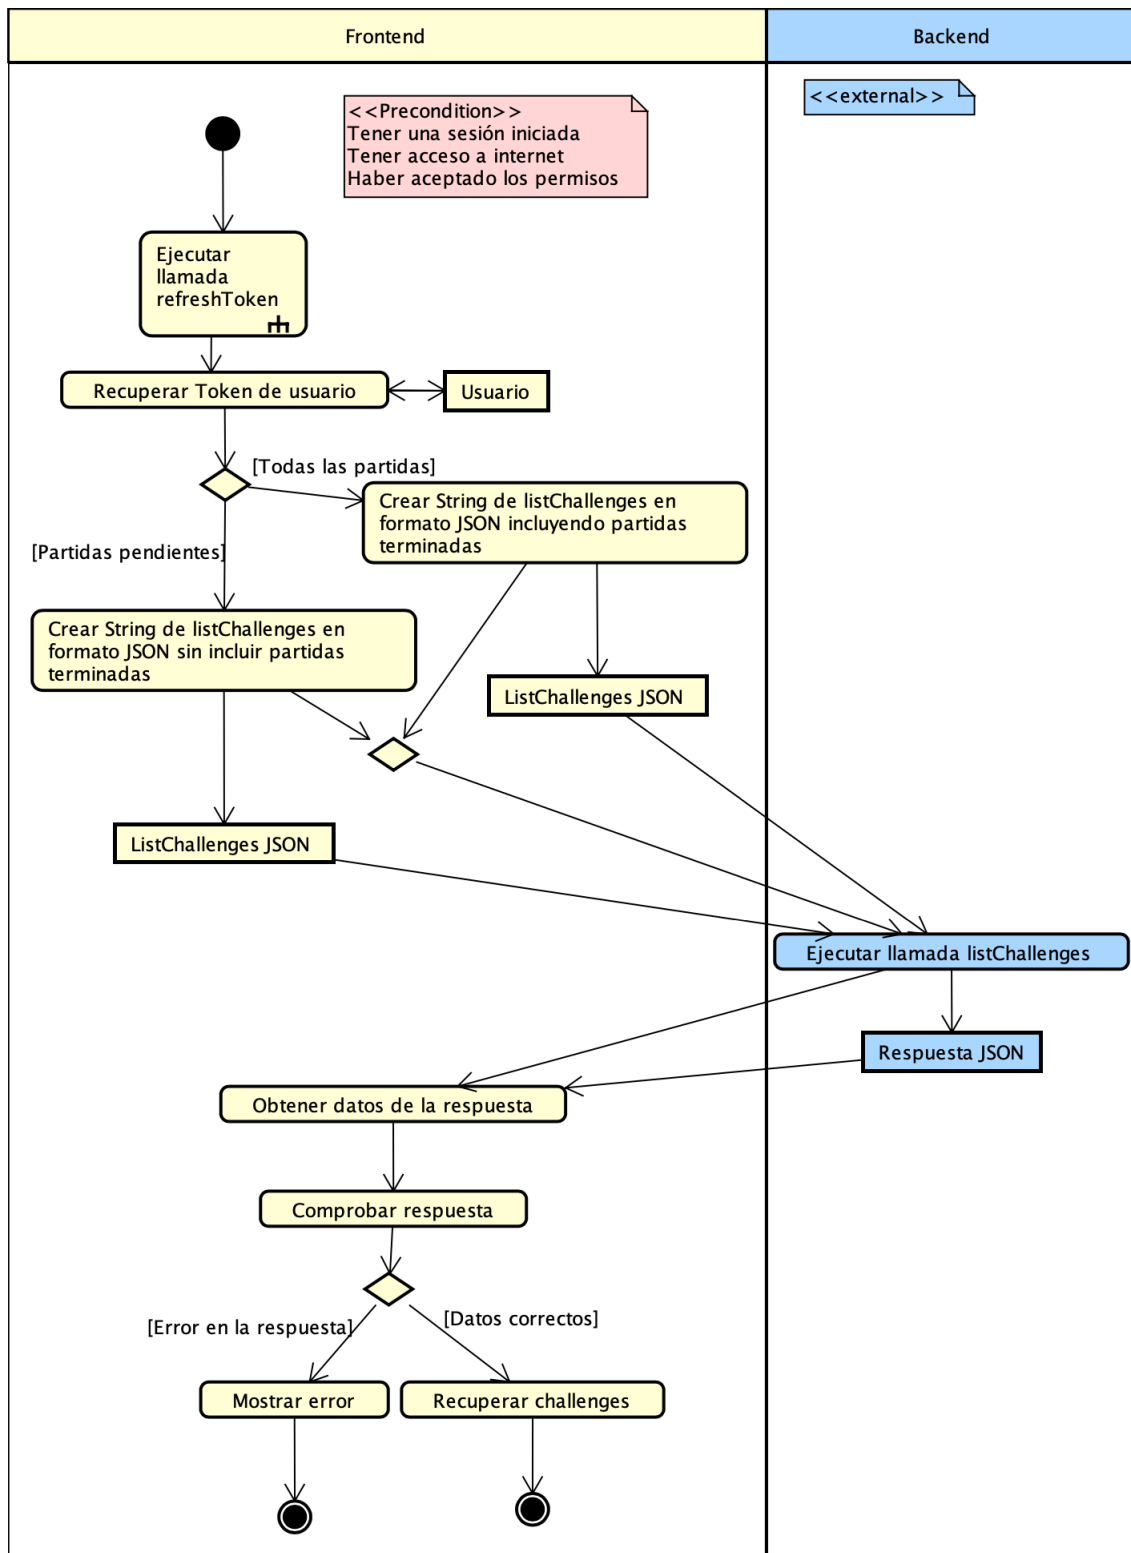 Frontend
Backend
<<external>>
<<Precondition>>
Tener una sesión iniciada
Tener acceso a internet
Haber aceptado los permisos
Ejecutar
llamada
refreshToken
Recuperar Token de usuario
Usuario
[Todas las partidas]
Crear String de listChallenges en
formato JSON incluyendo partidas
terminadas
[Partidas pendientes]
Crear String de listChallenges en
formato JSON sin incluir partidas
terminadas
ListChallenges JSON
ListChallenges JSON
Ejecutar llamada listChallenges
Respuesta JSON
Obtener datos de la respuesta
Comprobar respuesta
[Error en la respuesta]
[Datos correctos]
Mostrar error
Recuperar challenges